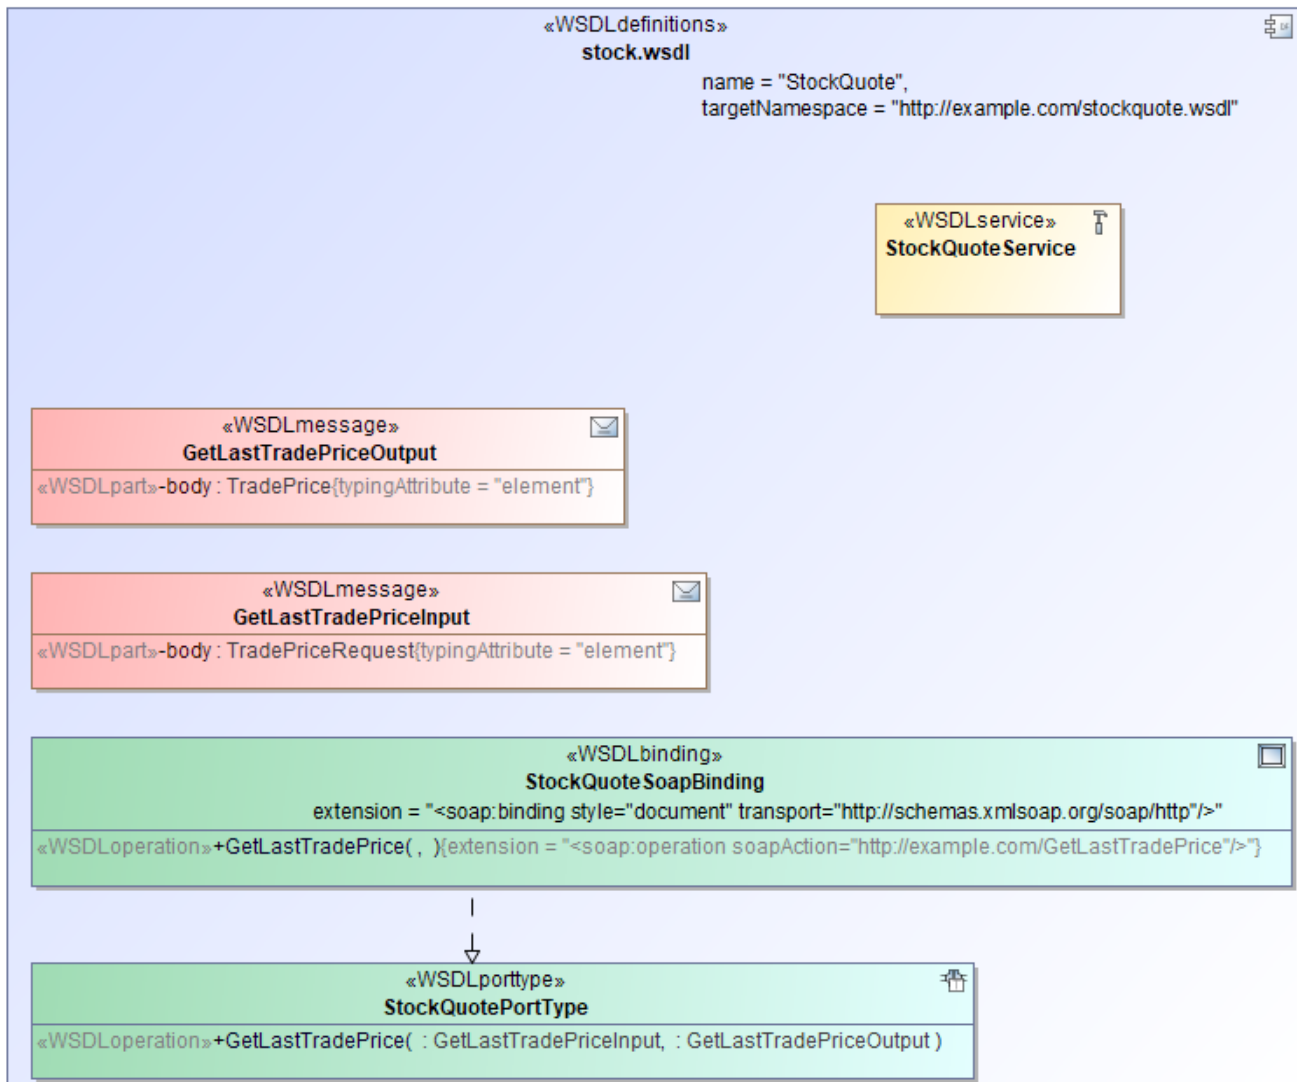 «WSDLdefinitions»
stock.wsdl
name = "StockQuote",
targetNamespace = "http://example.com/stockquote.wsdl"
«WSDLservice»
StockQuoteService
«WSDLmessage»
GetLastTradePriceOutput
«WSDLpart»-body : TradePrice{typingAttribute = "element"}
«WSDLmessage»
GetLastTradePriceInput
«WSDLpart»-body : TradePriceRequest{typingAttribute = "element"}
«WSDLbinding»
StockQuoteSoapBinding
extension = "<soap:binding style="document" transport="http://schemas.xmlsoap.org/soap/http"/>"
«WSDLoperation»+GetLastTradePrice( , ){extension = "<soap:operation soapAction="http://example.com/GetLastTradePrice"/>"}
«WSDLporttype»
StockQuotePortType
«WSDLoperation»+GetLastTradePrice( : GetLastTradePriceInput, : GetLastTradePriceOutput )